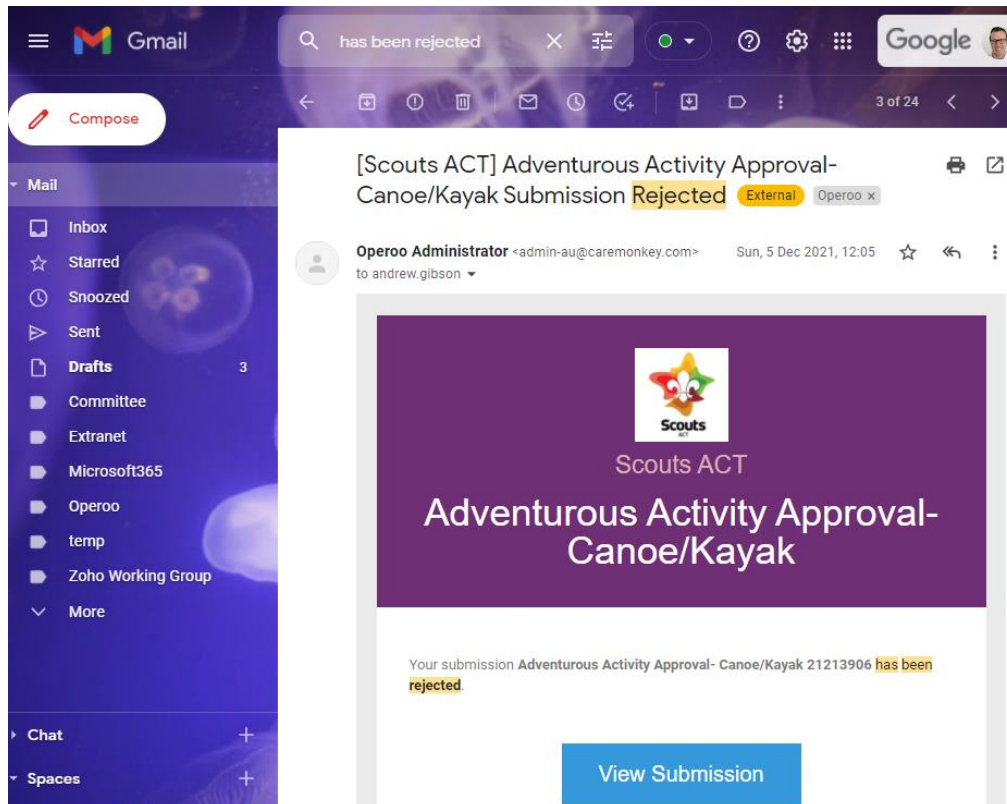 Gmail
has been rejected
Google
Compose
3 of 24
Mail
Inbox
Starred
Snoozed
Sent
Drafts 3
Committee
Extranet
Microsoft365
Operoo
temp
Zoho Working Group
More
Chat
Spaces
[Scouts ACT] Adventurous Activity Approval-
Canoe/Kayak Submission Rejected External Operoo x
Operoo Administrator <admin-au@caremonkey.com> Sun, 5 Dec 2021, 12:05
to andrew.gibson
Scouts
ACT
Scouts ACT
Adventurous Activity Approval-
Canoe/Kayak
Your submission Adventurous Activity Approval- Canoe/Kayak 21213906 has been
rejected.
View Submission